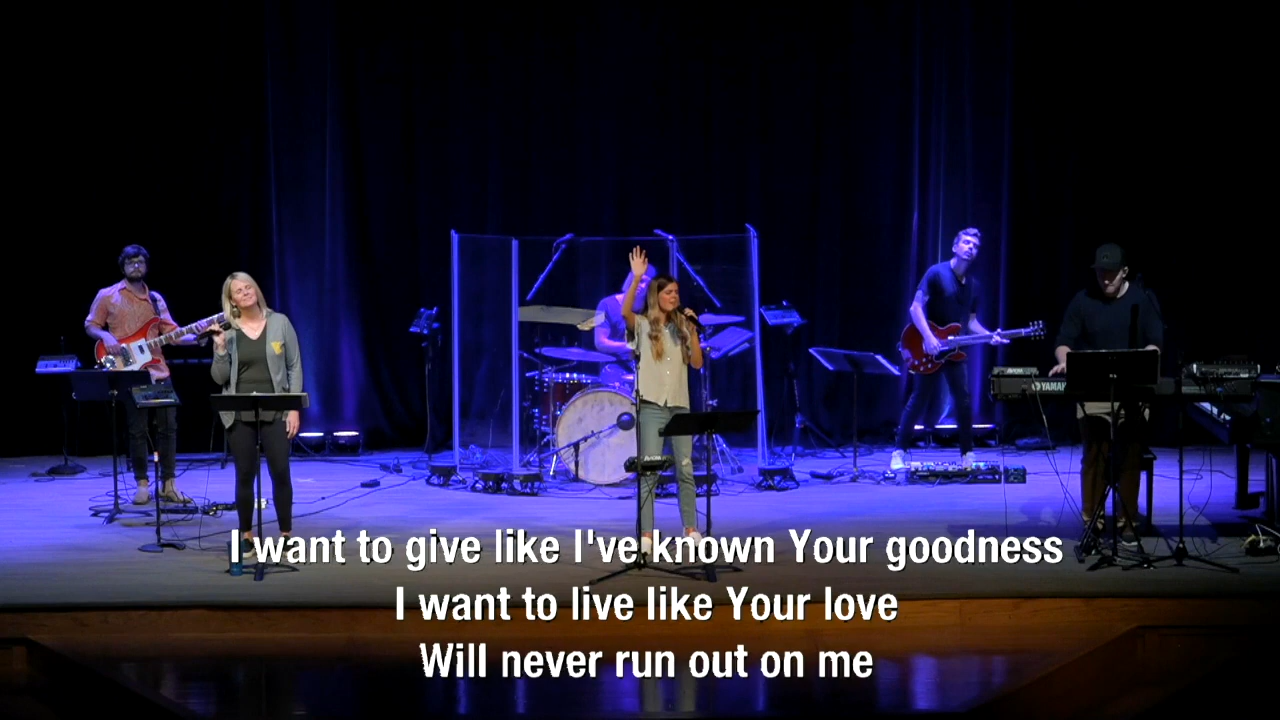 YAMAHA
I want to give like I've known Your goodness
I want to live like Your love
Will never run out on me